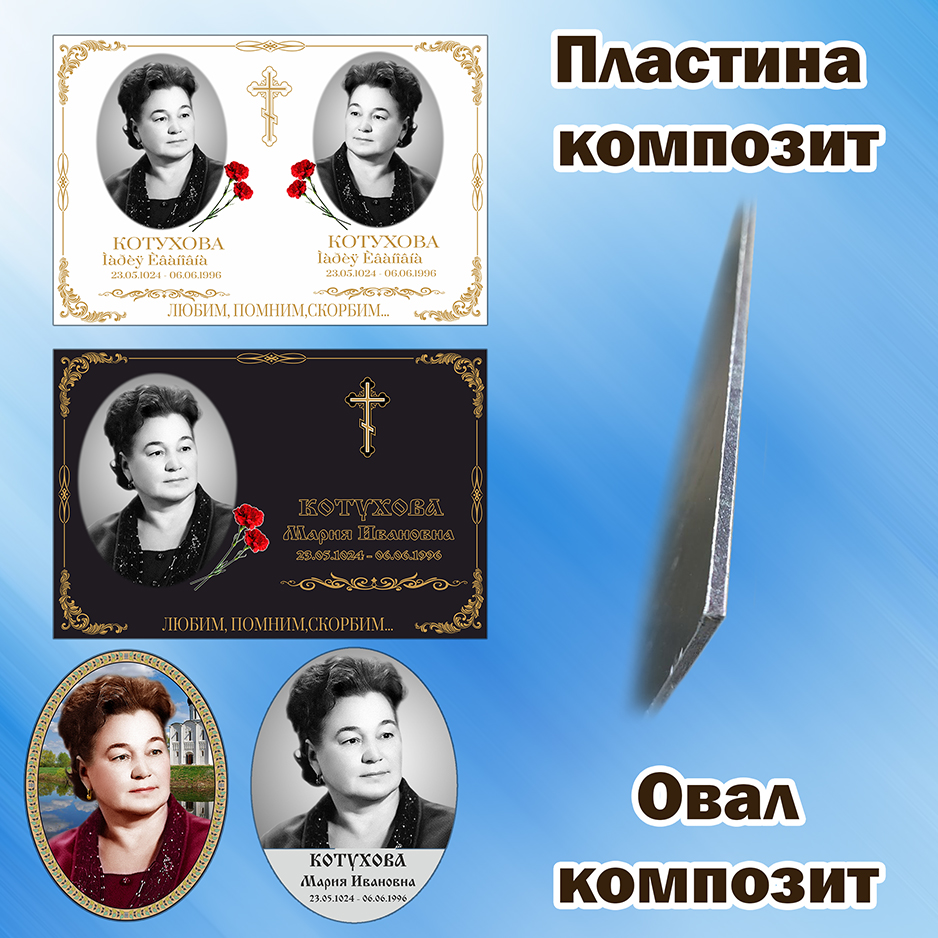 Пластина
композит
КОТУХОВА
Ìàðèÿ Èâàíîâíà
23.05.1024 - 06.06.1996
КОТУХОВА
Ìàðèÿ Èâàíîâíà
23.05.1024 - 06.06.1996
ЛЮБИМ, ПОМНИМ,СКОРБИМ...
КОТУХОВА
Мария Ивановна
23.05.1024 - 06.06.1996
ЛЮБИМ, ПОМНИМ,СКОРБИМ...
КОТУХОВА
Мария Ивановна
23.05.1024 - 06.06.1996
Овал
композит